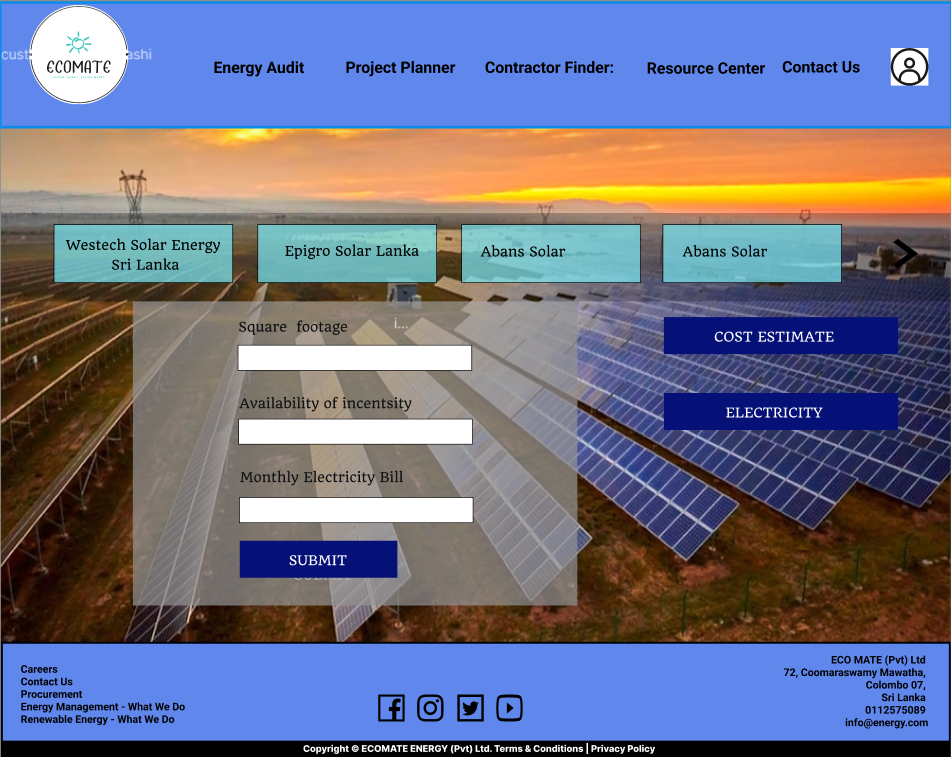 cust
ashi
ECOMATE
Energy Audit
Project Planner
Contractor Finder:
Resource Center
Contact Us
Westech Solar Energy
Sri Lanka
Epigro Solar Lanka
Abans Solar
Abans Solar
Square footage
i...
COST ESTIMATE
Availability of incentsity
ELECTRICITY
Monthly Electricity Bill
SUBMIT
Careers
Contact Us
Procurement
Energy Management - What We Do
Renewable Energy - What We Do
ECO MATE (Pvt) Ltd
72, Coomaraswamy Mawatha,
Colombo 07,
Sri Lanka
0112575089
info@energy.com
Copyright © ECOMATE ENERGY (Pvt) Ltd. Terms & Conditions | Privacy Policy